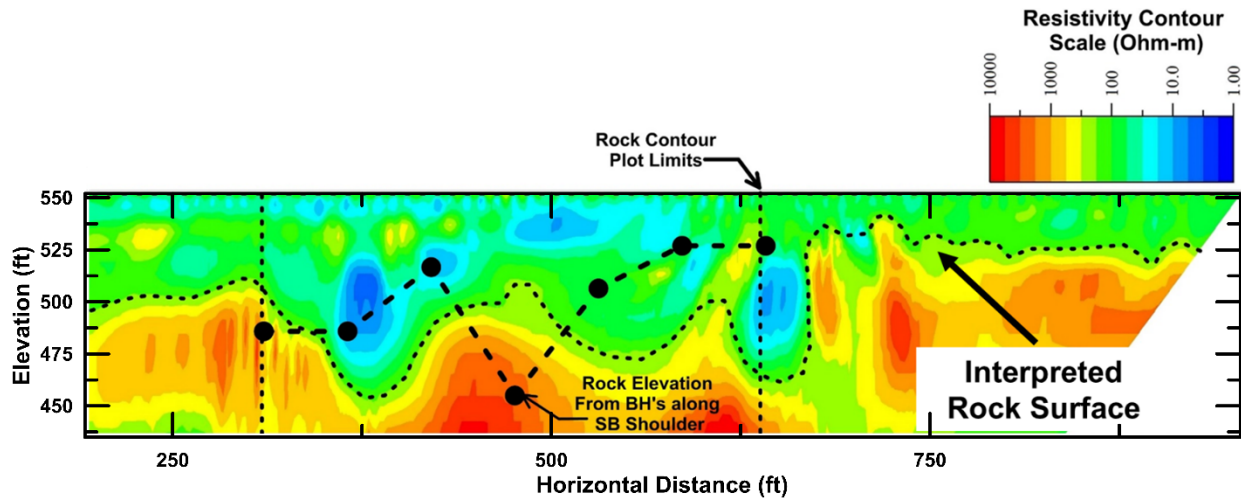 Resistivity Contour
Scale (Ohm-m)
10000
1000
100
10.0
1.00
Rock Contour
Plot Limits
550
525
500
475
450
Elevation (ft)
Rock Elevation
From BH's along
SB Shoulder
Interpreted
Rock Surface
250
500
750
Horizontal Distance (ft)